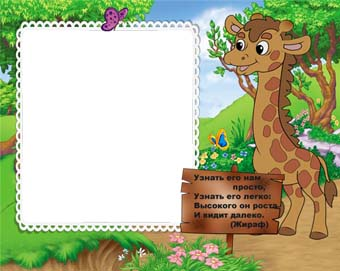 Узнать его нам
просто,
Узнать его легко:
Высокого он роста
И видит далеко.
(Жираф)